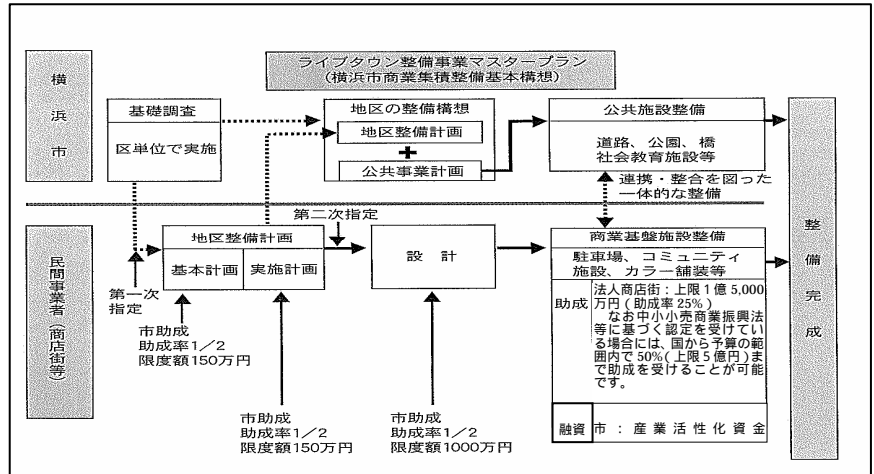 横浜市
ライブタウン整備事業マスタープラン
(横浜市商業集積整備基本構想)
基礎調査
区単位で実施
地区の整備構想
地区整備計画
+
公共事業計画
公共施設整備
道路、公園、橋
社会教育施設等
連携・整合を図った
一体的な整備
整備完成
民間事業者(商店街等)
第一次
指定
地区整備計画
基本計画
実施計画
第二次指定
設計
商業基盤施設整備
駐車場、コミュニティ
施設、カラー舗装等
助成
法人商店街:上限1億5,000
万円(助成率25%)
なお中小小売商業振興法
等に基づく認定を受けてい
る場合には、国から予算の範
囲内で50%(上限5億円)ま
で助成を受けることが可能
です。
融資
市:産業活性化資金
市助成
助成率1/2
限度額150万円
市助成
助成率1/2
限度額150万円
市助成
助成率1/2
限度額1000万円